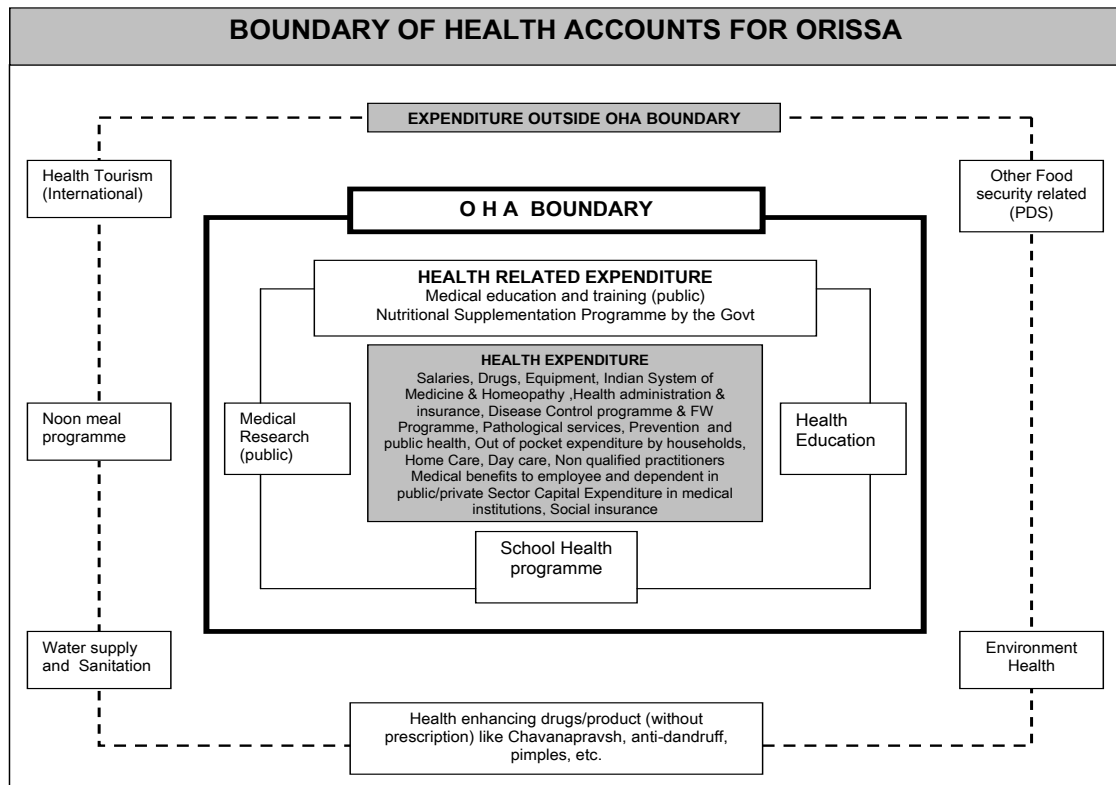 BOUNDARY OF HEALTH ACCOUNTS FOR ORISSA
EXPENDITURE OUTSIDE OHA BOUNDARY
Health Tourism
(International)
Other Food
security related
(PDS)
O H A  BOUNDARY
HEALTH RELATED EXPENDITURE
Medical education and training (public)
Nutritional Supplementation Programme by the Govt
HEALTH EXPENDITURE
Salaries, Drugs, Equipment, Indian System of
Medicine & Homeopathy ,Health administration &
insurance, Disease Control programme & FW
Programme, Pathological services, Prevention  and
public health, Out of pocket expenditure by households,
Home Care, Day care, Non qualified practitioners
Medical benefits to employee and dependent in
public/private Sector Capital Expenditure in medical
institutions, Social insurance
Noon meal
programme
Medical
Research
(public)
Health
Education
School Health
programme
Water supply
and  Sanitation
Environment
Health
Health enhancing drugs/product (without
prescription) like Chavanapravsh, anti-dandruff,
pimples, etc.